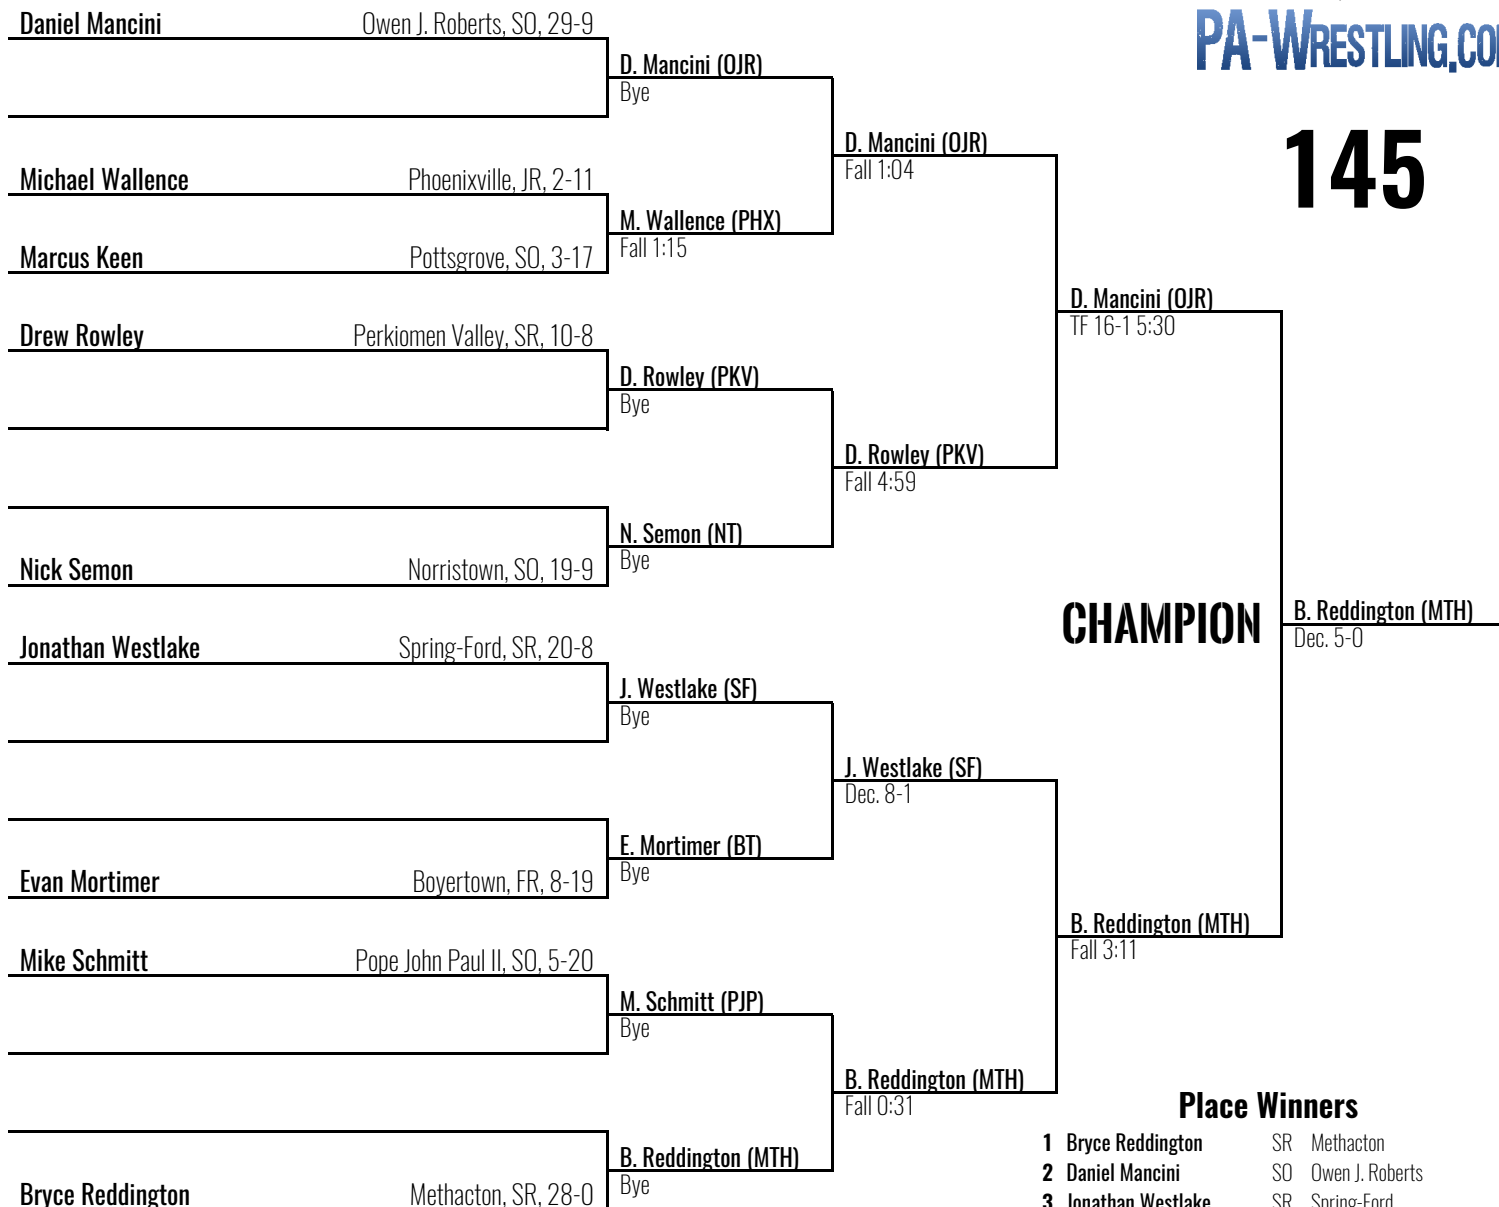 Daniel Mancini Owen J. Roberts, SO, 29-9
D. Mancini (OJR)
Bye
PA-WRESTLING.CO
145
D. Mancini (OJR)
Fall 1:04
Michael Wallence Phoenixville, JR, 2-11
M. Wallence (PHX)
Fall 1:15
Marcus Keen Pottsgrove, SO, 3-17
D. Mancini (OJR)
TF 16-1 5:30
Drew Rowley Perkiomen Valley, SR, 10-8
D. Rowley (PKV)
Bye
D. Rowley (PKV)
Fall 4:59
N. Semon (NT)
Bye
Nick Semon Norristown, SO, 19-9
CHAMPION
B. Reddington (MTH)
Dec. 5-0
Jonathan Westlake Spring-Ford, SR, 20-8
J. Westlake (SF)
Bye
J. Westlake (SF)
Dec. 8-1
E. Mortimer (BT)
Bye
Evan Mortimer Boyertown, FR, 8-19
B. Reddington (MTH)
Fall 3:11
Mike Schmitt Pope John Paul II, SO, 5-20
M. Schmitt (PJP)
Bye
B. Reddington (MTH)
Fall 0:31
B. Reddington (MTH)
Bye
Bryce Reddington Methacton, SR, 28-0
Place Winners
1 Bryce Reddington SR Methacton
2 Daniel Mancini SO Owen J. Roberts
3 Jonathan Westlake SR Spring-Ford